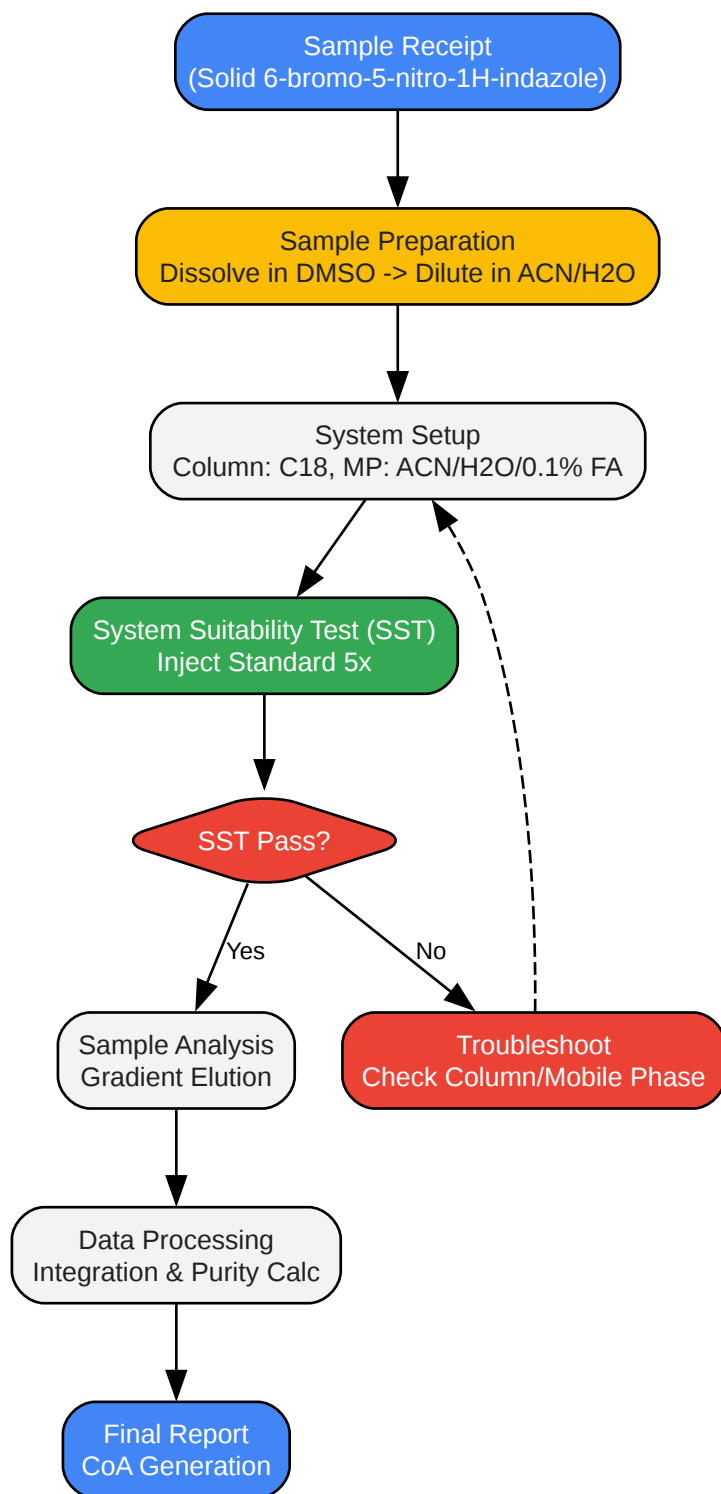 Sample Receipt
(Solid 6-bromo-5-nitro-1H-indazole)
Sample Preparation
Dissolve in DMSO -> Dilute in ACN/H2O
System Setup
Column: C18, MP: ACN/H2O/0.1% FA
System Suitability Test (SST)
Inject Standard 5x
SST Pass?
Yes
No
Sample Analysis
Gradient Elution
Troubleshoot
Check Column/Mobile Phase
Data Processing
Integration & Purity Calc
Final Report
CoA Generation